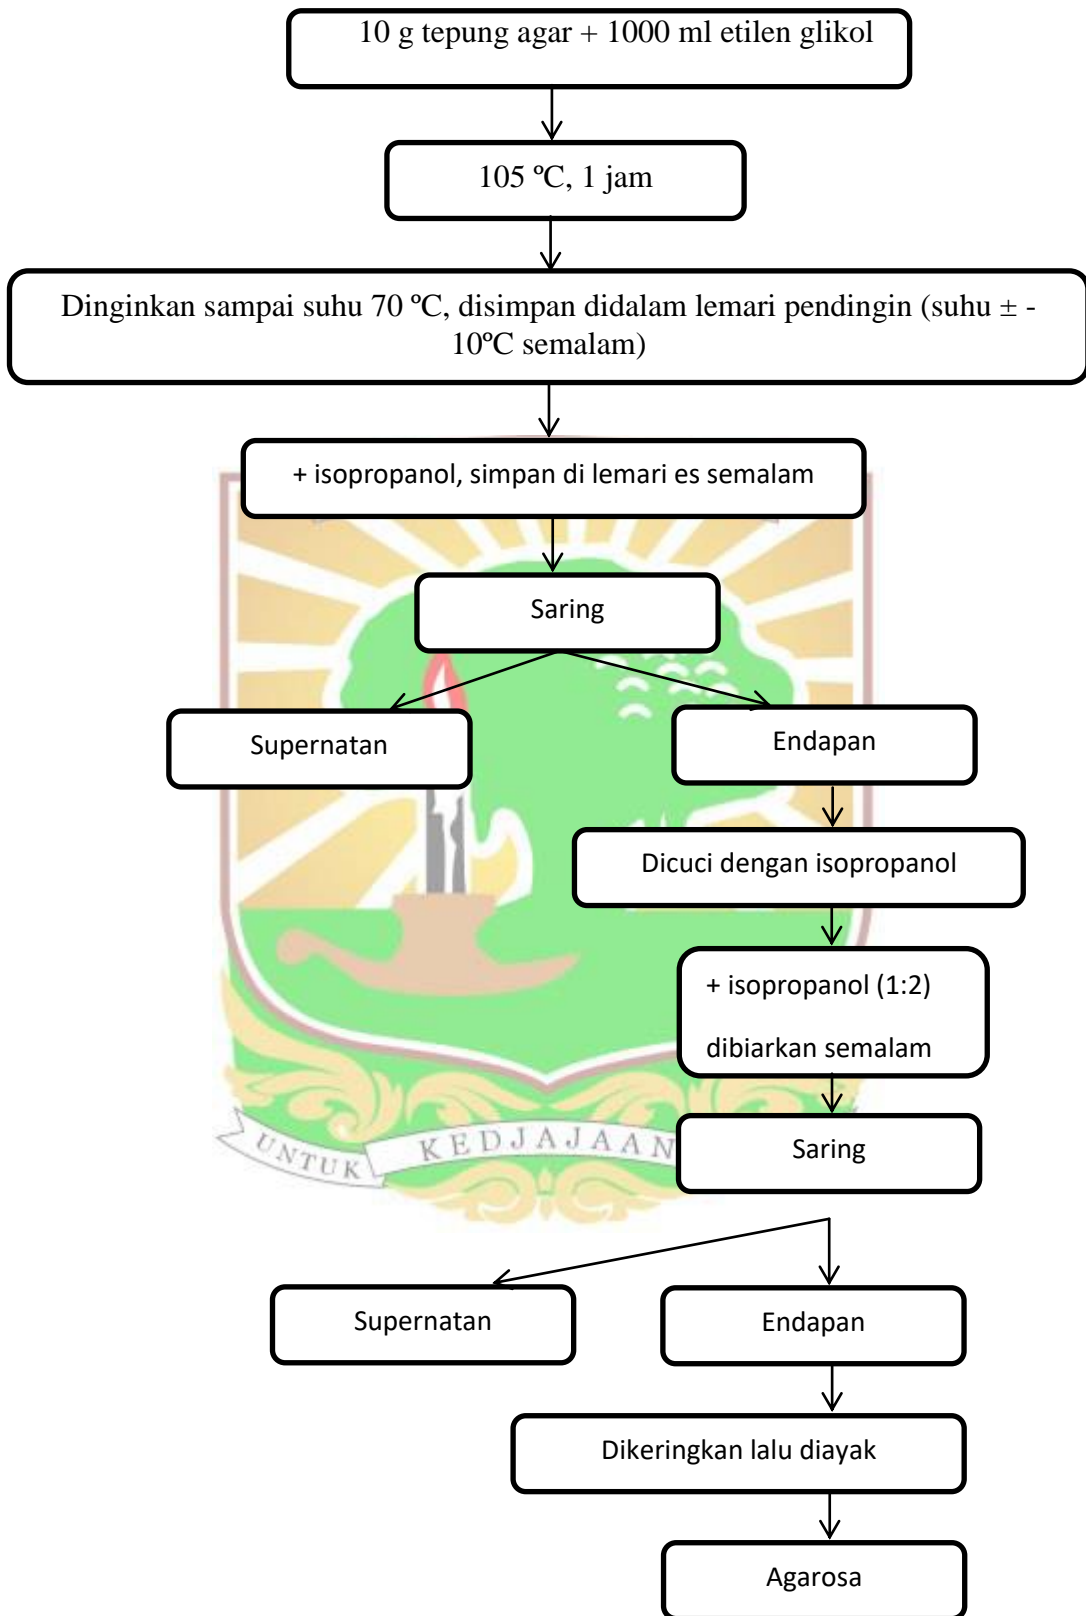 10 g tepung agar + 1000 ml etilen glikol
105 ºC, 1 jam
Dinginkan sampai suhu 70 ºC, disimpan didalam lemari pendingin (suhu ± -
10ºC semalam)
+ isopropanol, simpan di lemari es semalam
Saring
Supernatan
Endapan
Dicuci dengan isopropanol
+ isopropanol (1:2)
dibiarkan semalam
UNTUK KEDJAJAAN
Saring
Supernatan
Endapan
Dikeringkan lalu diayak
Agarosa